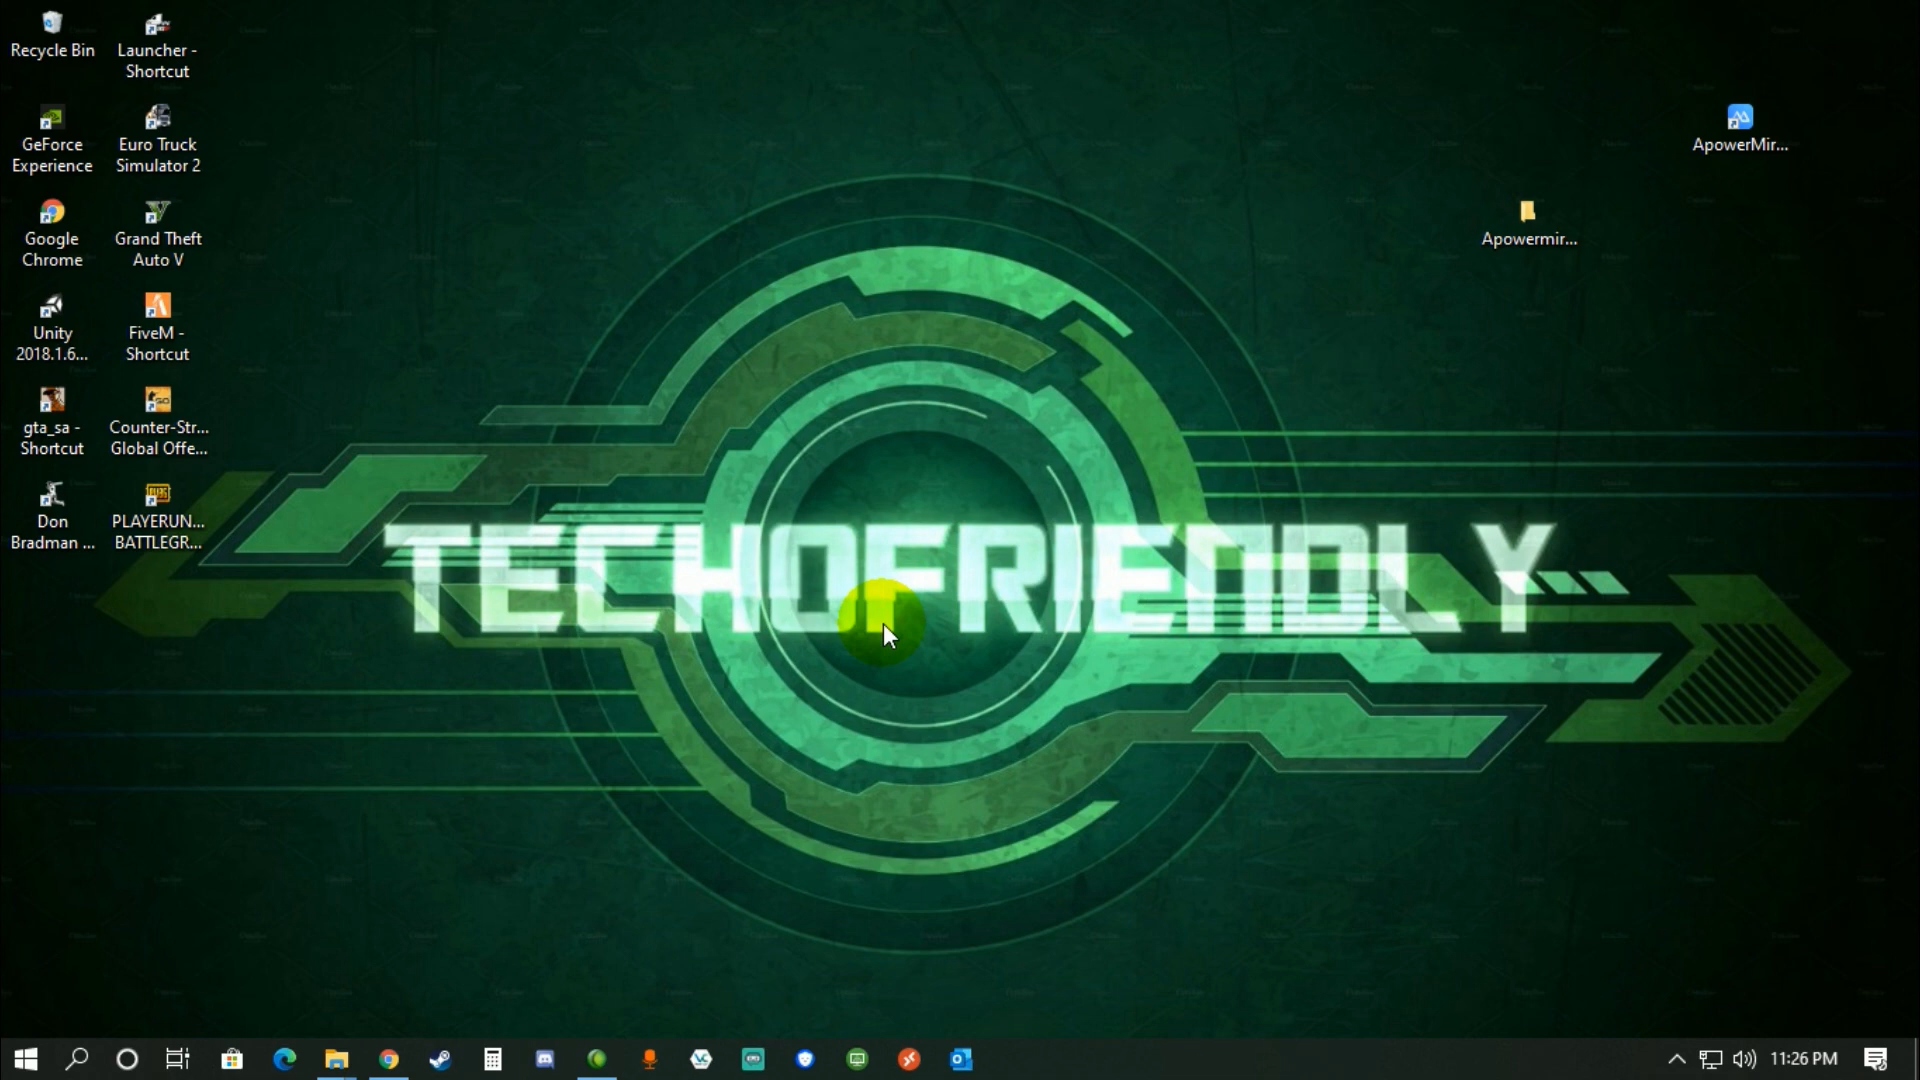 Recycle Bin
Launcher -
Shortcut
GeForce
Experience
Euro Truck
Simulator 2
Google
Chrome
Grand Theft
Auto V
Unity
2018.1.6...
FiveM -
Shortcut
gta_sa -
Shortcut
Counter-Str...
Global Offe...
Don
Bradman ...
PLAYERUN...
BATTLEGR...
ApowerMir...
Apowermir...
TECHOFRIENDLY
11:26 PM